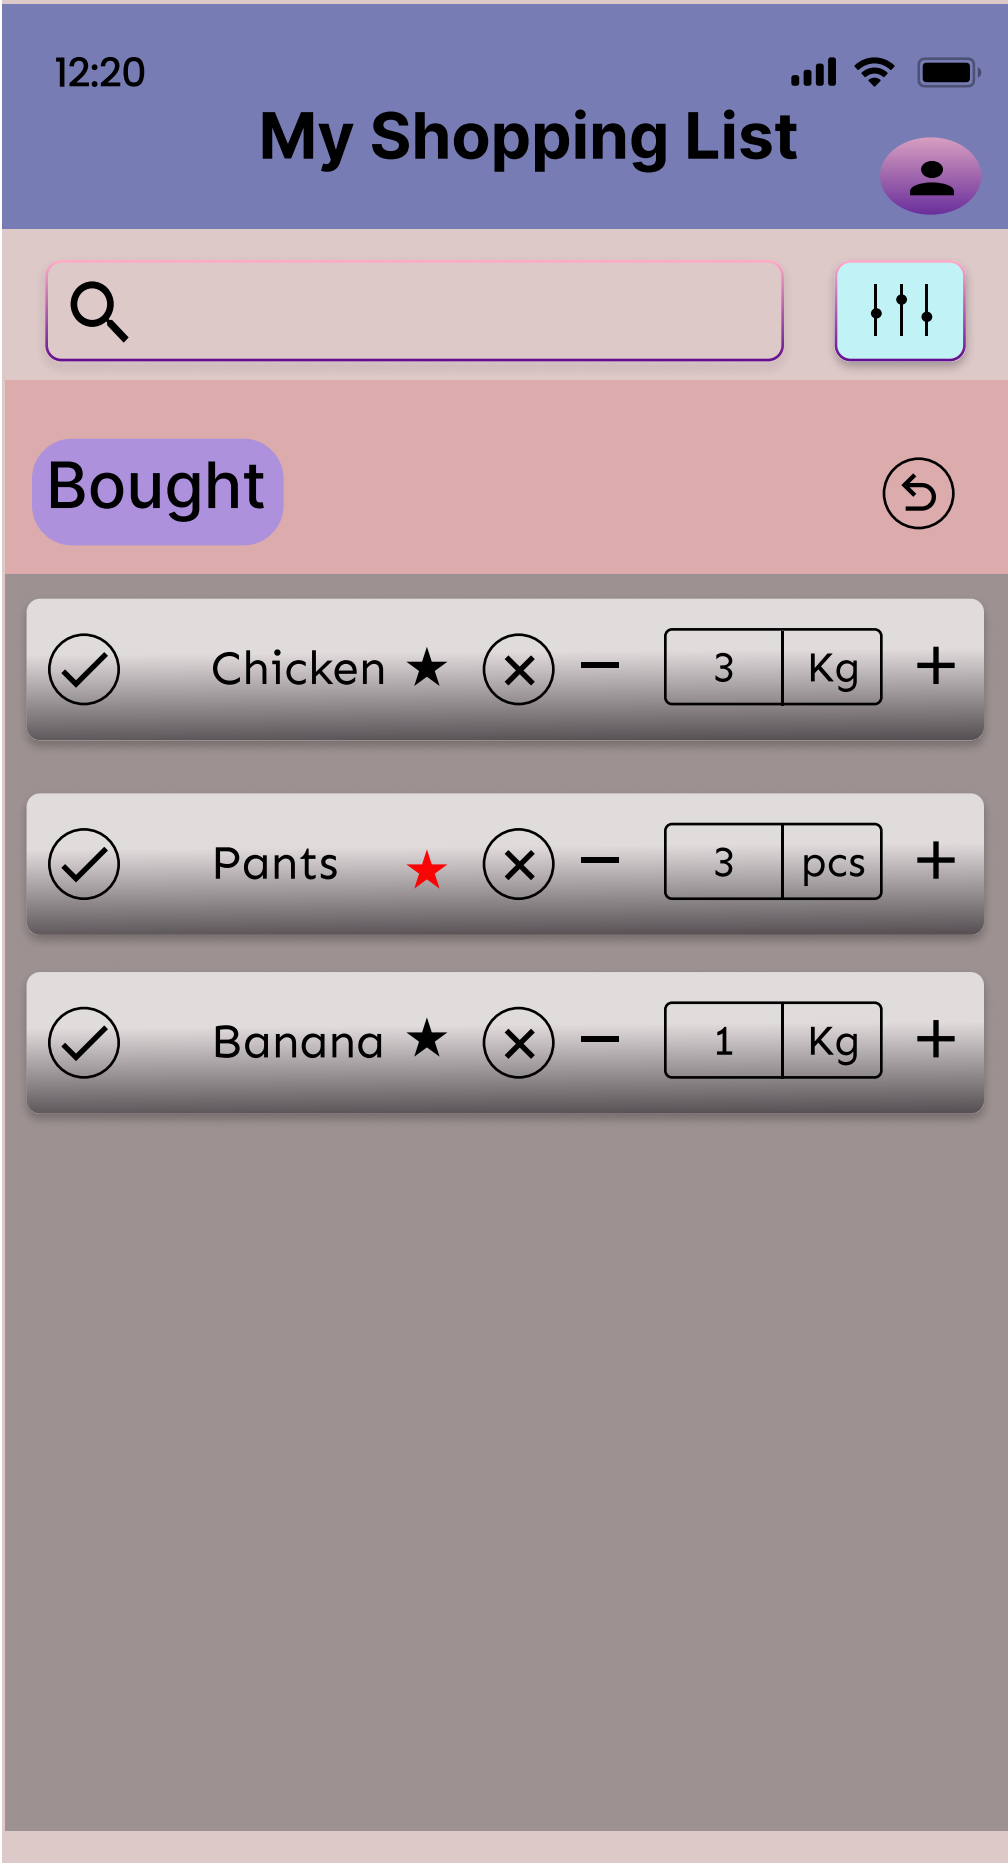 12:20
My Shopping List
Bought
Chicken 3 Kg
Pants 3 pcs
Banana 1 Kg